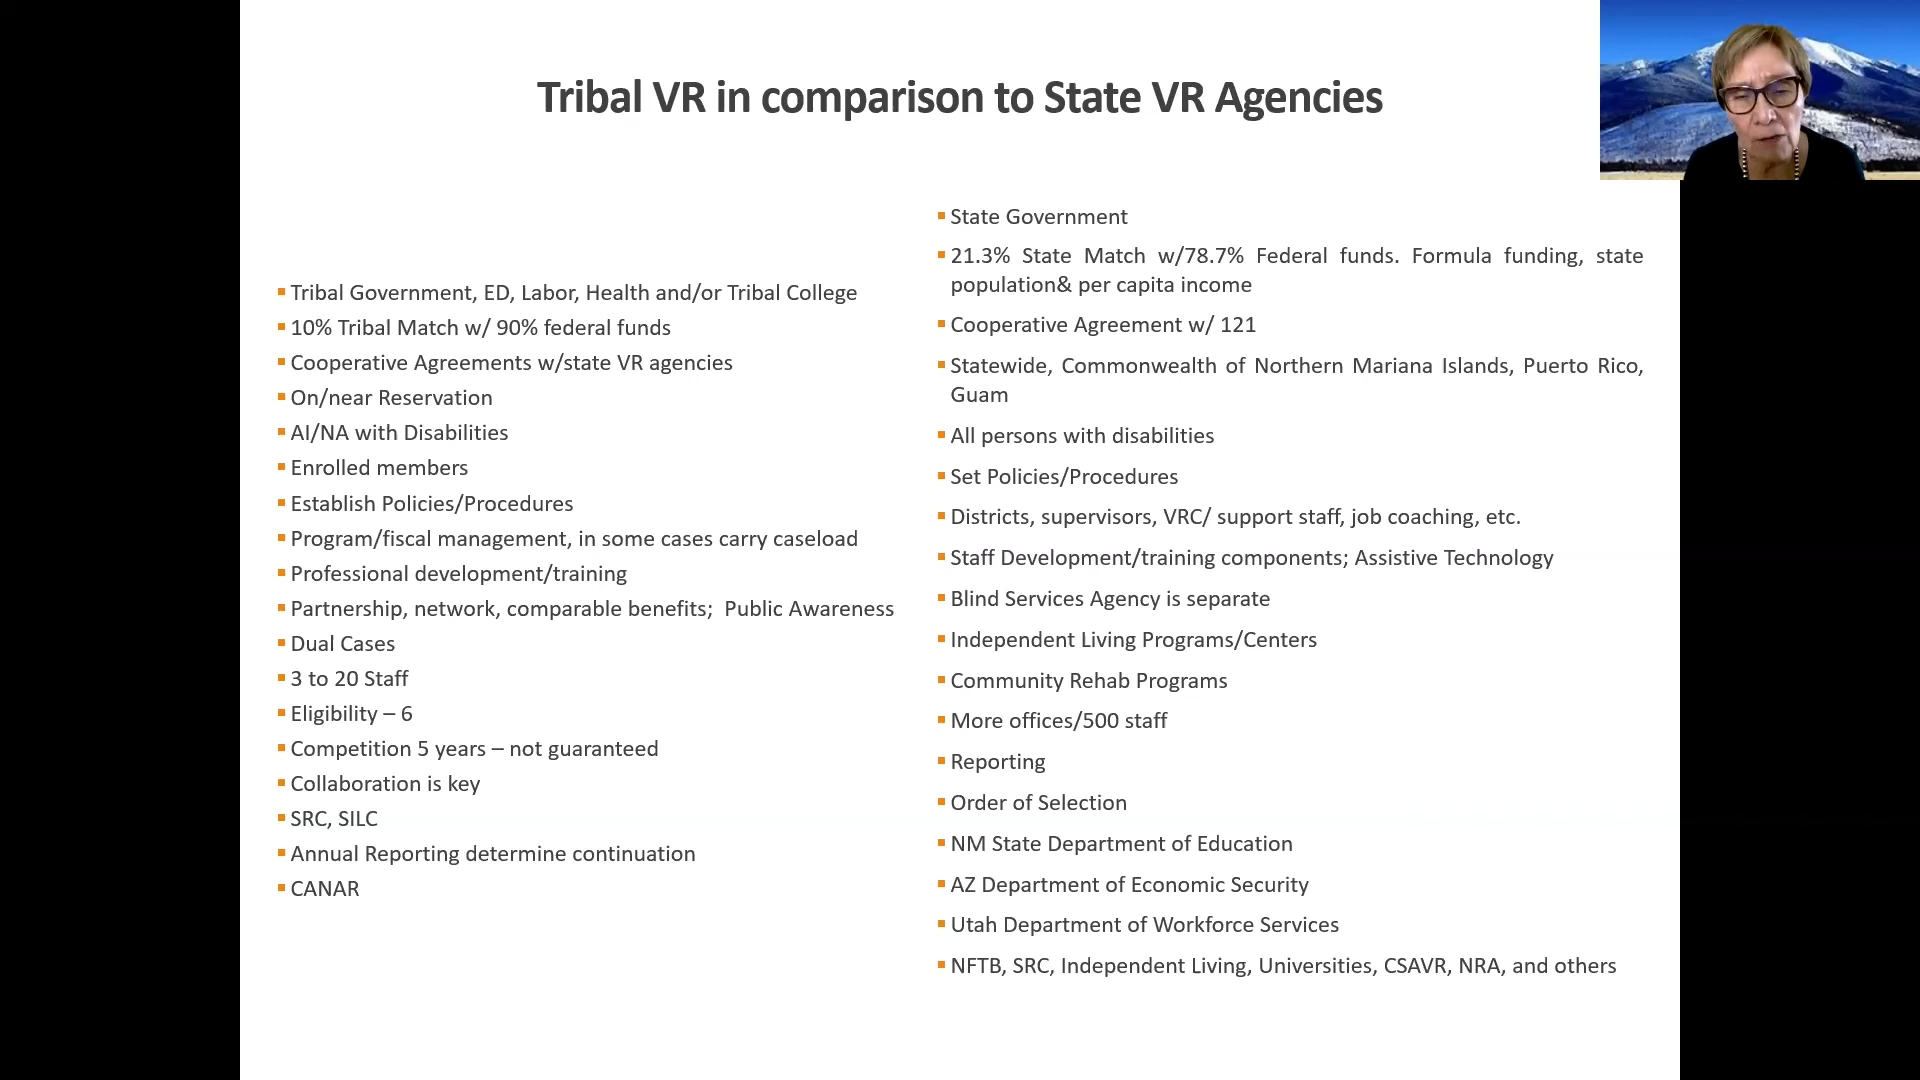 Tribal VR in comparison to State VR Agencies
Tribal Government, ED, Labor, Health and/or Tribal College
10% Tribal Match w/ 90% federal funds
Cooperative Agreements w/state VR agencies
On/near Reservation
AI/NA with Disabilities
Enrolled members
Establish Policies/Procedures
Program/fiscal management, in some cases carry caseload
Professional development/training
Partnership, network, comparable benefits; Public Awareness
Dual Cases
3 to 20 Staff
Eligibility – 6
Competition 5 years – not guaranteed
Collaboration is key
SRC, SILC
Annual Reporting determine continuation
CANAR
State Government
21.3% State Match w/78.7% Federal funds. Formula funding, state
population& per capita income
Cooperative Agreement w/ 121
Statewide, Commonwealth of Northern Mariana Islands, Puerto Rico,
Guam
All persons with disabilities
Set Policies/Procedures
Districts, supervisors, VRC/ support staff, job coaching, etc.
Staff Development/training components; Assistive Technology
Blind Services Agency is separate
Independent Living Programs/Centers
Community Rehab Programs
More offices/500 staff
Reporting
Order of Selection
NM State Department of Education
AZ Department of Economic Security
Utah Department of Workforce Services
NFTB, SRC, Independent Living, Universities, CSAVR, NRA, and others